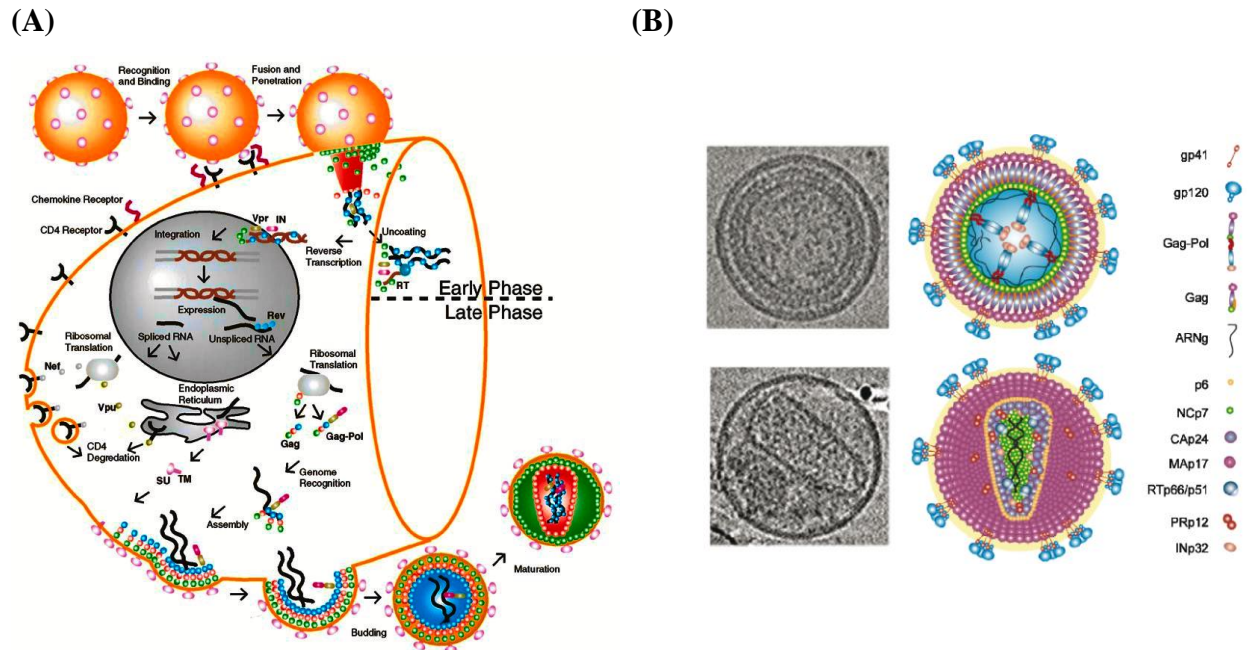 (A)
(B)
Recognition
and Binding
Fusion and
Penetration
Chemokine Receptor
CD4 Receptor
Integration
Vpr
IN
Uncoating
Reverse
Transcription
RT
Early Phase
Late Phase
Expression
Rev
Spliced RNA
Unspliced RNA
Ribosomal
Translation
Ribosomal
Translation
Nef
Vpu
Endoplasmic
Reticulum
Gag
Gag-Pol
CD4
Degredation
SU
TM
Genome
Recognition
Assembly
Budding
Maturation
gp41
gp120
Gag-Pol
Gag
ARNg
p6
NCp7
CAp24
MAp17
RTp66/p51
PRp12
INp32